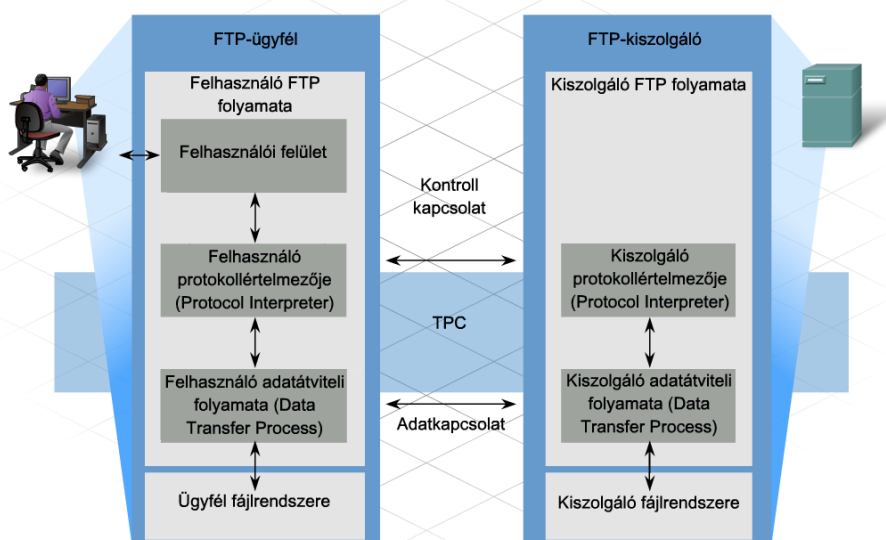 FTP-ügyfél
Felhasználó FTP
folyamata
Felhasználói felület
Felhasználó
protokollértelmezője
(Protocol Interpreter)
Felhasználó adatátviteli
folyamata (Data
Transfer Process)
Ügyfél fájlrendszere
Kontroll
kapcsolat
TPC
Adatkapcsolat
FTP-kiszolgáló
Kiszolgáló FTP folyamata
Kiszolgáló
protokollértelmezője
(Protocol Interpreter)
Kiszolgáló adatátviteli
folyamata (Data
Transfer Process)
Kiszolgáló fájlrendszere